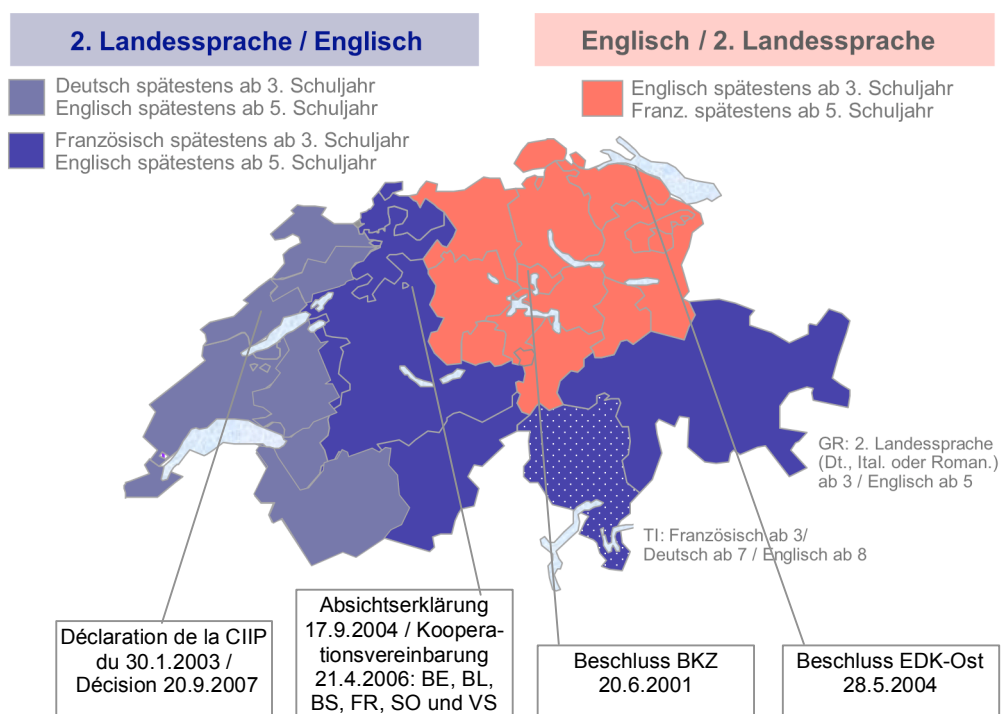 2. Landessprache / Englisch
Englisch / 2. Landessprache
Deutsch spätestens ab 3. Schuljahr
Englisch spätestens ab 5. Schuljahr
Französisch spätestens ab 3. Schuljahr
Englisch spätestens ab 5. Schuljahr
Englisch spätestens ab 3. Schuljahr
Franz. spätestens ab 5. Schuljahr
GR: 2. Landessprache
(Dt., Ital. oder Roman.)
ab 3 / Englisch ab 5
TI: Französisch ab 3/
Deutsch ab 7 / Englisch ab 8
Déclaration de la CIIP
du 30.1.2003 /
Décision 20.9.2007
Absichtserklärung
17.9.2004 / Koopera-
tionsvereinbarung
21.4.2006: BE, BL,
BS, FR, SO und VS
Beschluss BKZ
20.6.2001
Beschluss EDK-Ost
28.5.2004